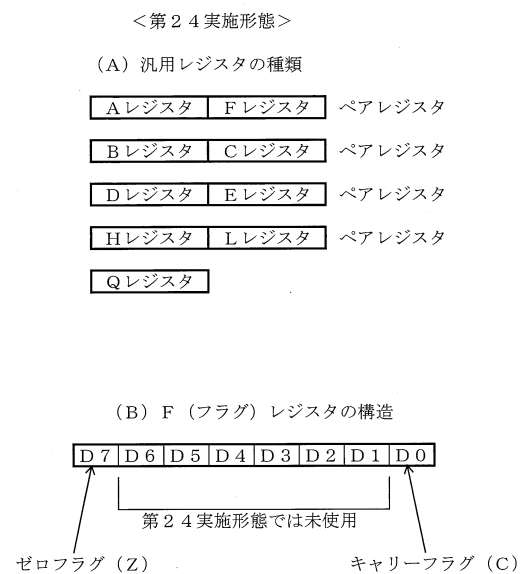 ＜第２４実施形態＞
（Ａ）汎用レジスタの種類
Ａレジスタ Ｆレジスタ ペアレジスタ
Ｂレジスタ Ｃレジスタ ペアレジスタ
Ｄレジスタ Ｅレジスタ ペアレジスタ
Ｈレジスタ Ｌレジスタ ペアレジスタ
Ｑレジスタ
（Ｂ）Ｆ（フラグ）レジスタの構造
Ｄ７ Ｄ６ Ｄ５ Ｄ４ Ｄ３ Ｄ２ Ｄ１ Ｄ０
第２４実施形態では未使用
ゼロフラグ（Ｚ） キャリーフラグ（Ｃ）